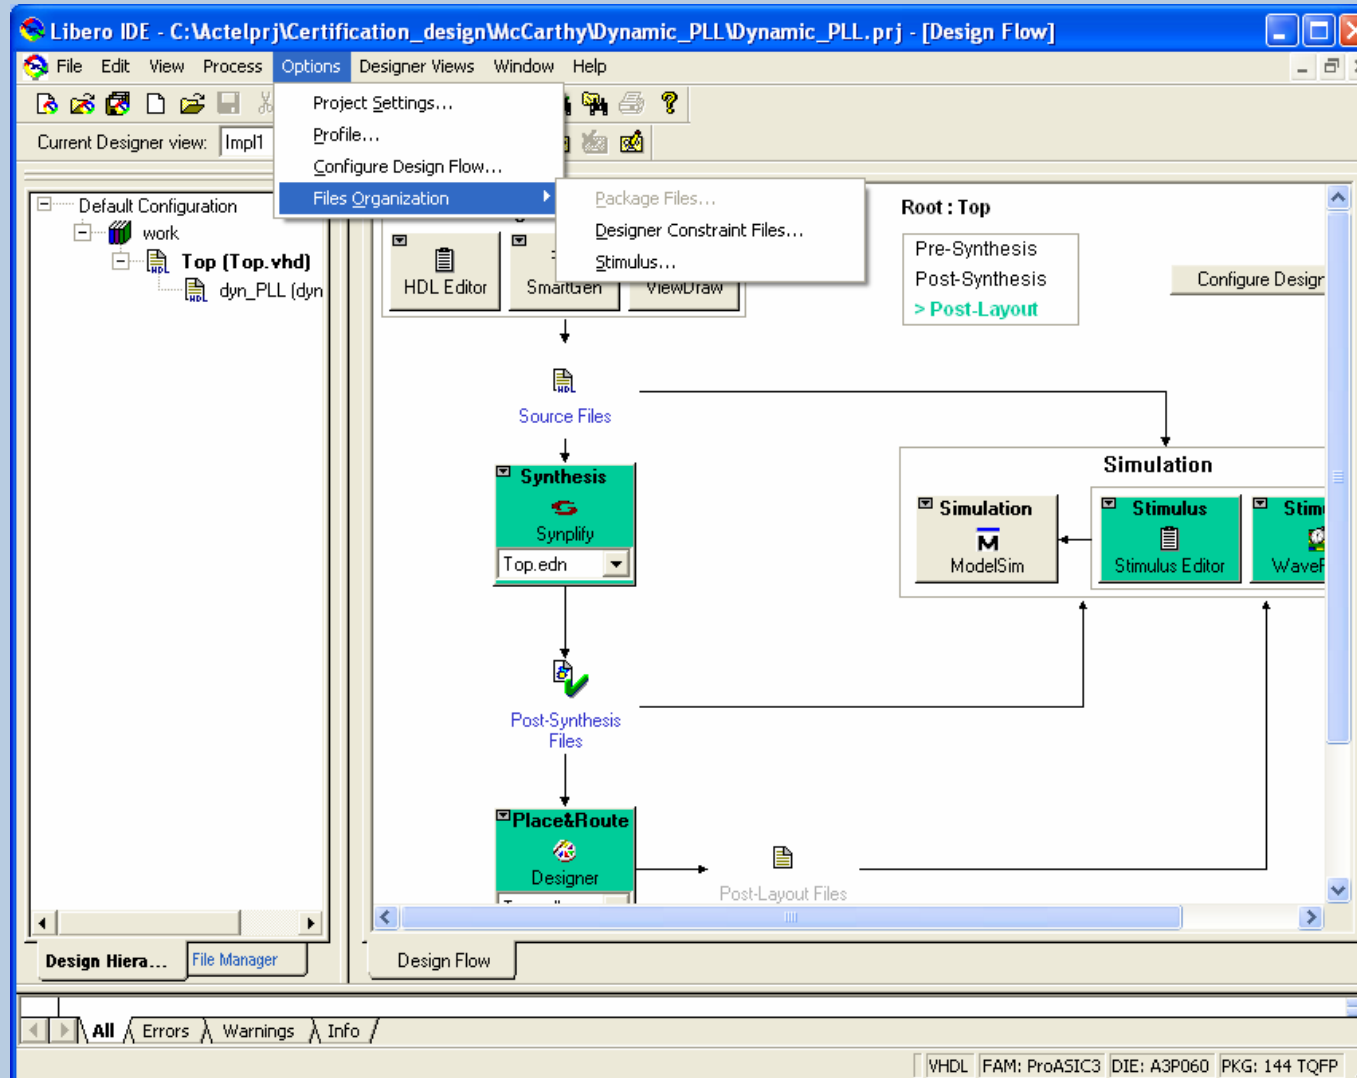 Libero IDE - C:\Actelprj\Certification_design\McCarthy\Dynamic_PLL\Dynamic_PLL.prj - [Design Flow]
File Edit View Process Options Designer Views Window Help
Project Settings...
Current Designer view: Impl1
Profile...
Configure Design Flow...
Files Organization
Package Files...
Designer Constraint Files...
Stimulus...
Default Configuration
work
Top (Top.vhd)
dyn_PLL (dyn
HDL Editor
SmartGen
ViewDraw
Root : Top
Pre-Synthesis
Post-Synthesis
> Post-Layout
Configure Design
Source Files
Synthesis
Synplify
Top.edn
Simulation
Simulation
ModelSim
Stimulus
Stimulus Editor
Post-Synthesis
Files
Place&Route
Designer
Post-Layout Files
Design Hiera... File Manager
Design Flow
All Errors Warnings Info
VHDL FAM: ProASIC3 DIE: A3P060 PKG: 144 TQFP